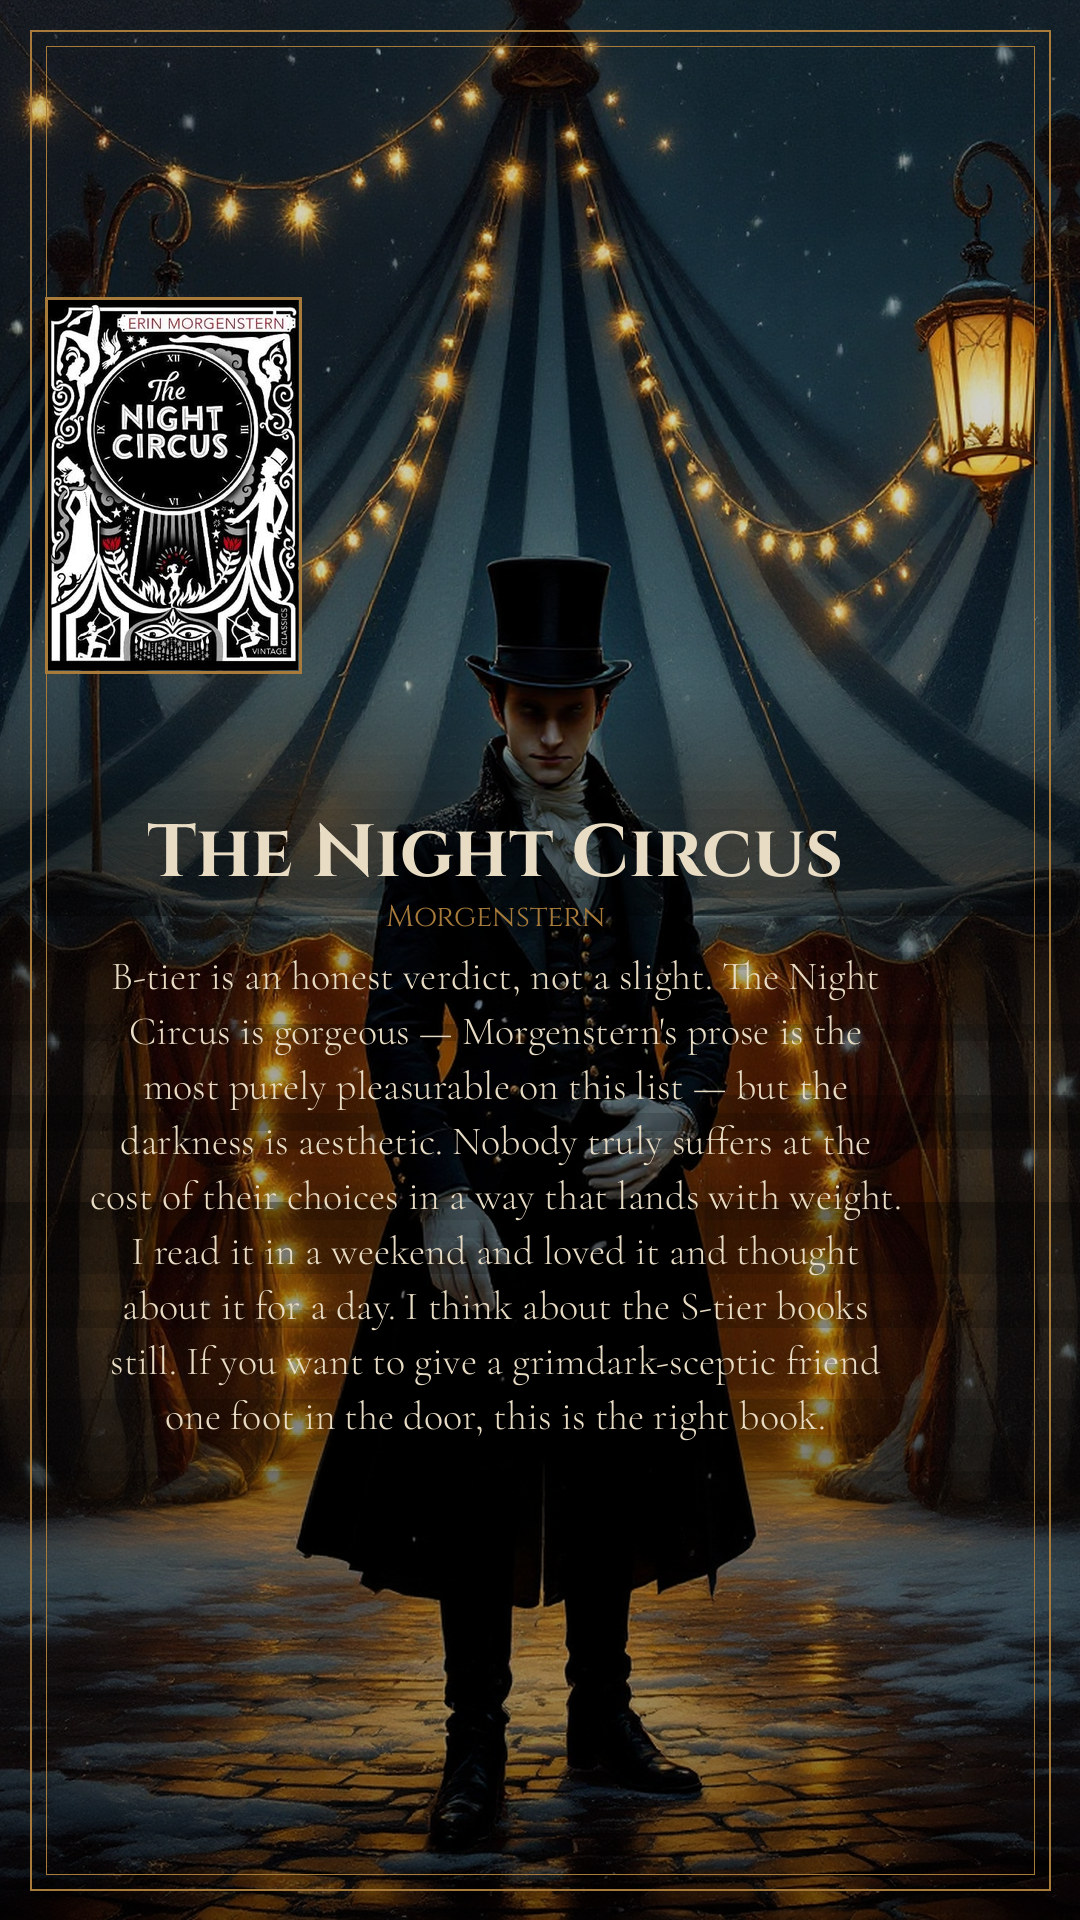 ERIN MORGENSTERN
XII
The
NIGHT
CIRCUS
IX
III
VI
VINTAGE CLASSICS
The Night Circus
Morgenstern
B-tier is an honest verdict, not a slight. The Night
Circus is gorgeous — Morgenstern's prose is the
most purely pleasurable on this list — but the
darkness is aesthetic. Nobody truly suffers at the
cost of their choices in a way that lands with weight.
I read it in a weekend and loved it and thought
about it for a day. I think about the S-tier books
still. If you want to give a grimdark-sceptic friend
one foot in the door, this is the right book.